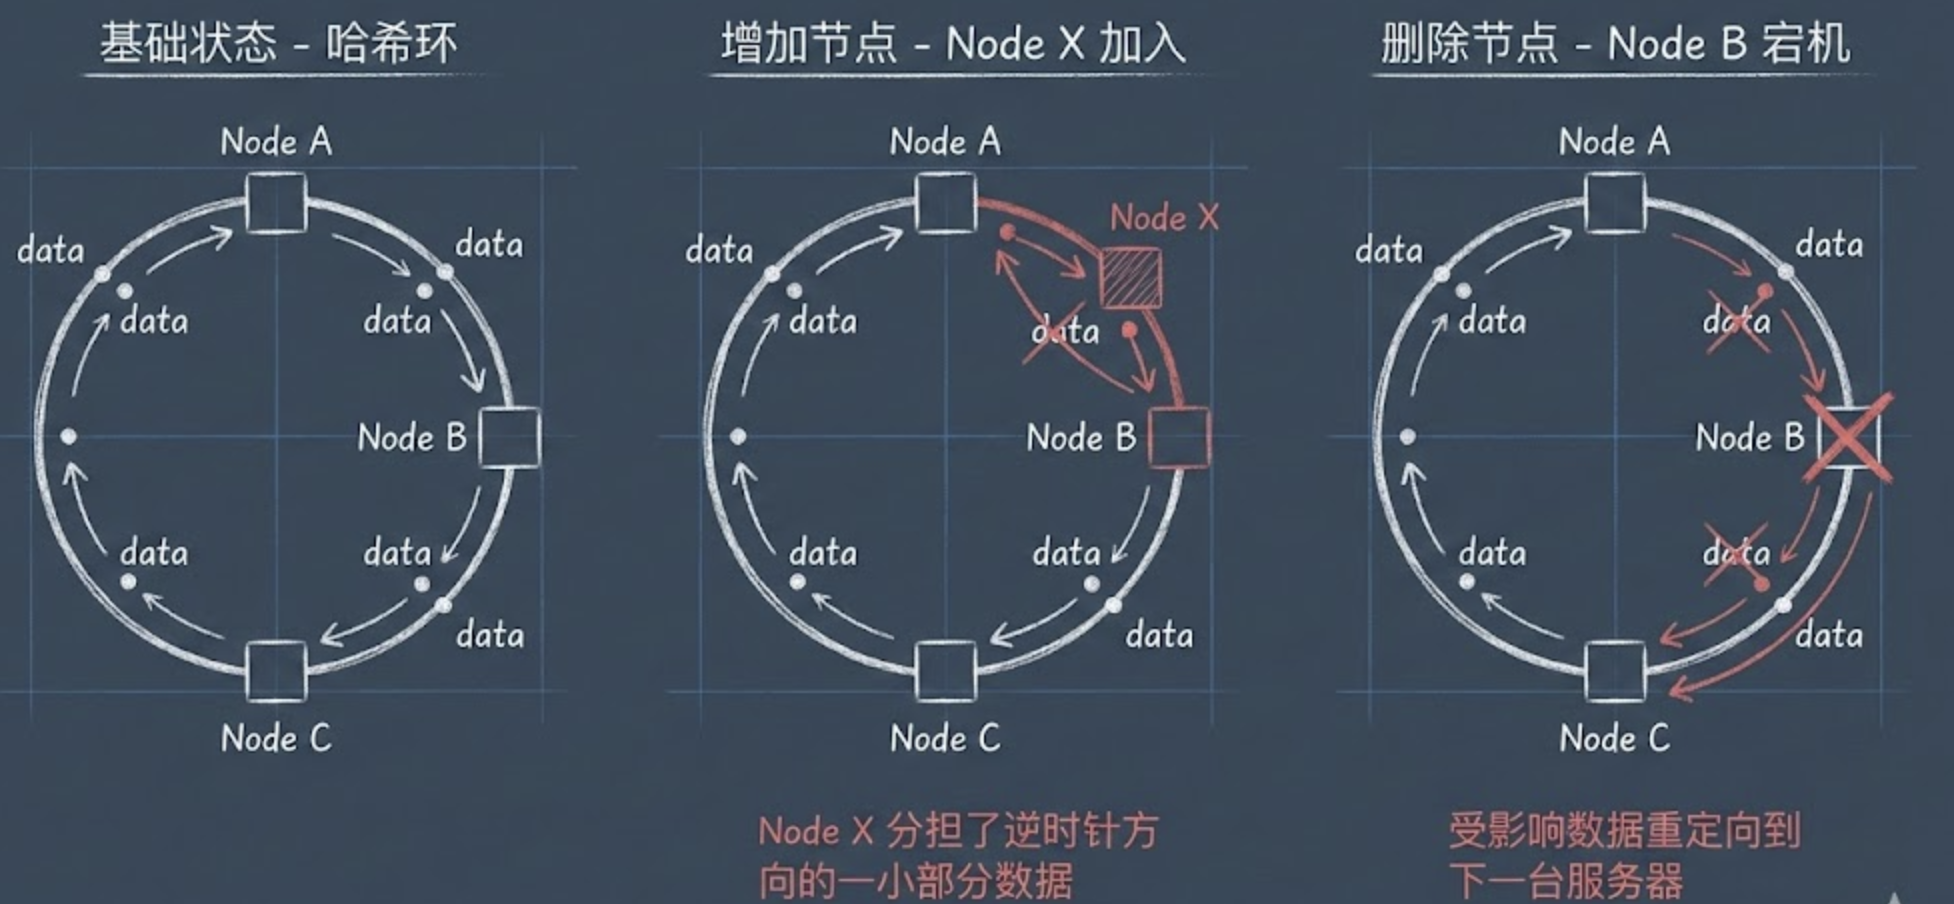 基础状态 - 哈希环
Node A
data
data
data
data
Node B
data
data
data
Node C
增加节点 - Node X 加入
Node A
Node X
data
data
data
Node B
data
data
data
Node C
Node X 分担了逆时针方
向的一小部分数据
删除节点 - Node B 宕机
Node A
data
data
data
data
Node B
data
data
data
Node C
受影响数据重定向到
下一台服务器